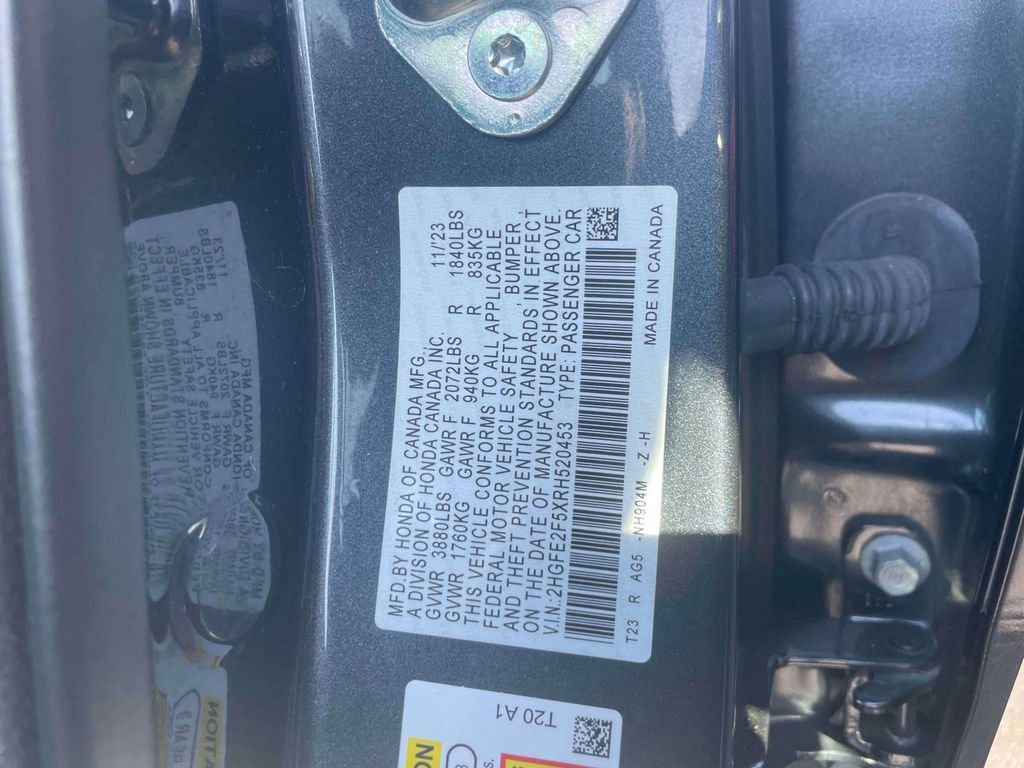 MFD.BY HONDA OF CANADA MFG. 11/23
A DIVISION OF HONDA CANADA INC.
GVWR 3880LBS GAWR F 2072LBS R 1840LBS
GVWR 1760KG GAWR F 940KG R 835KG
THIS VEHICLE CONFORMS TO ALL APPLICABLE
FEDERAL MOTOR VEHICLE SAFETY, BUMPER,
AND THEFT PREVENTION STANDARDS, IN EFFECT
ON THE DATE OF MANUFACTURE SHOWN ABOVE.
V.I.N.:2HGFE2F5XRH520453 TYPE:PASSENGER CAR
T23 R AG5 -NH904M -Z -H MADE IN CANADA
T20 A1